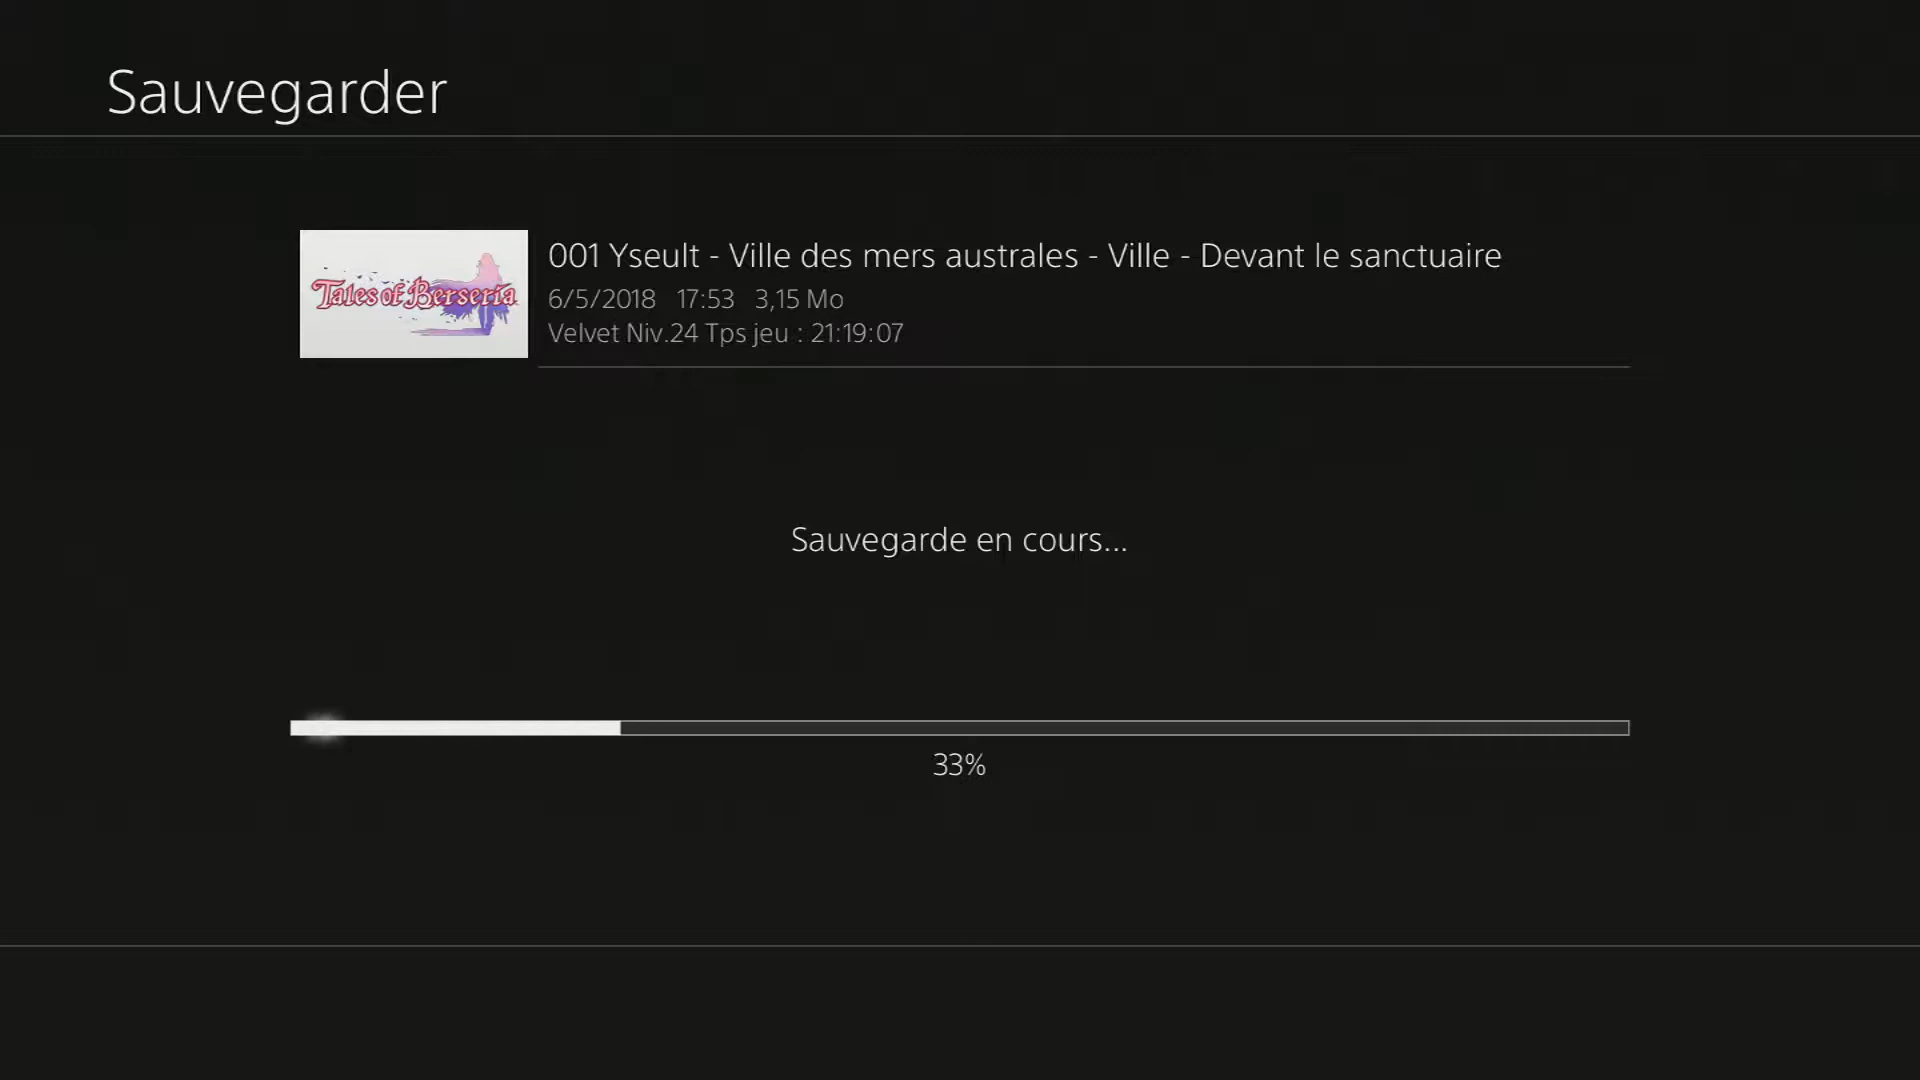 Sauvegarder
Tales of Berseria
001 Yseult - Ville des mers australes - Ville - Devant le sanctuaire
6/5/2018 17:53 3,15 Mo
Velvet Niv.24 Tps jeu : 21:19:07
Sauvegarde en cours...
33%